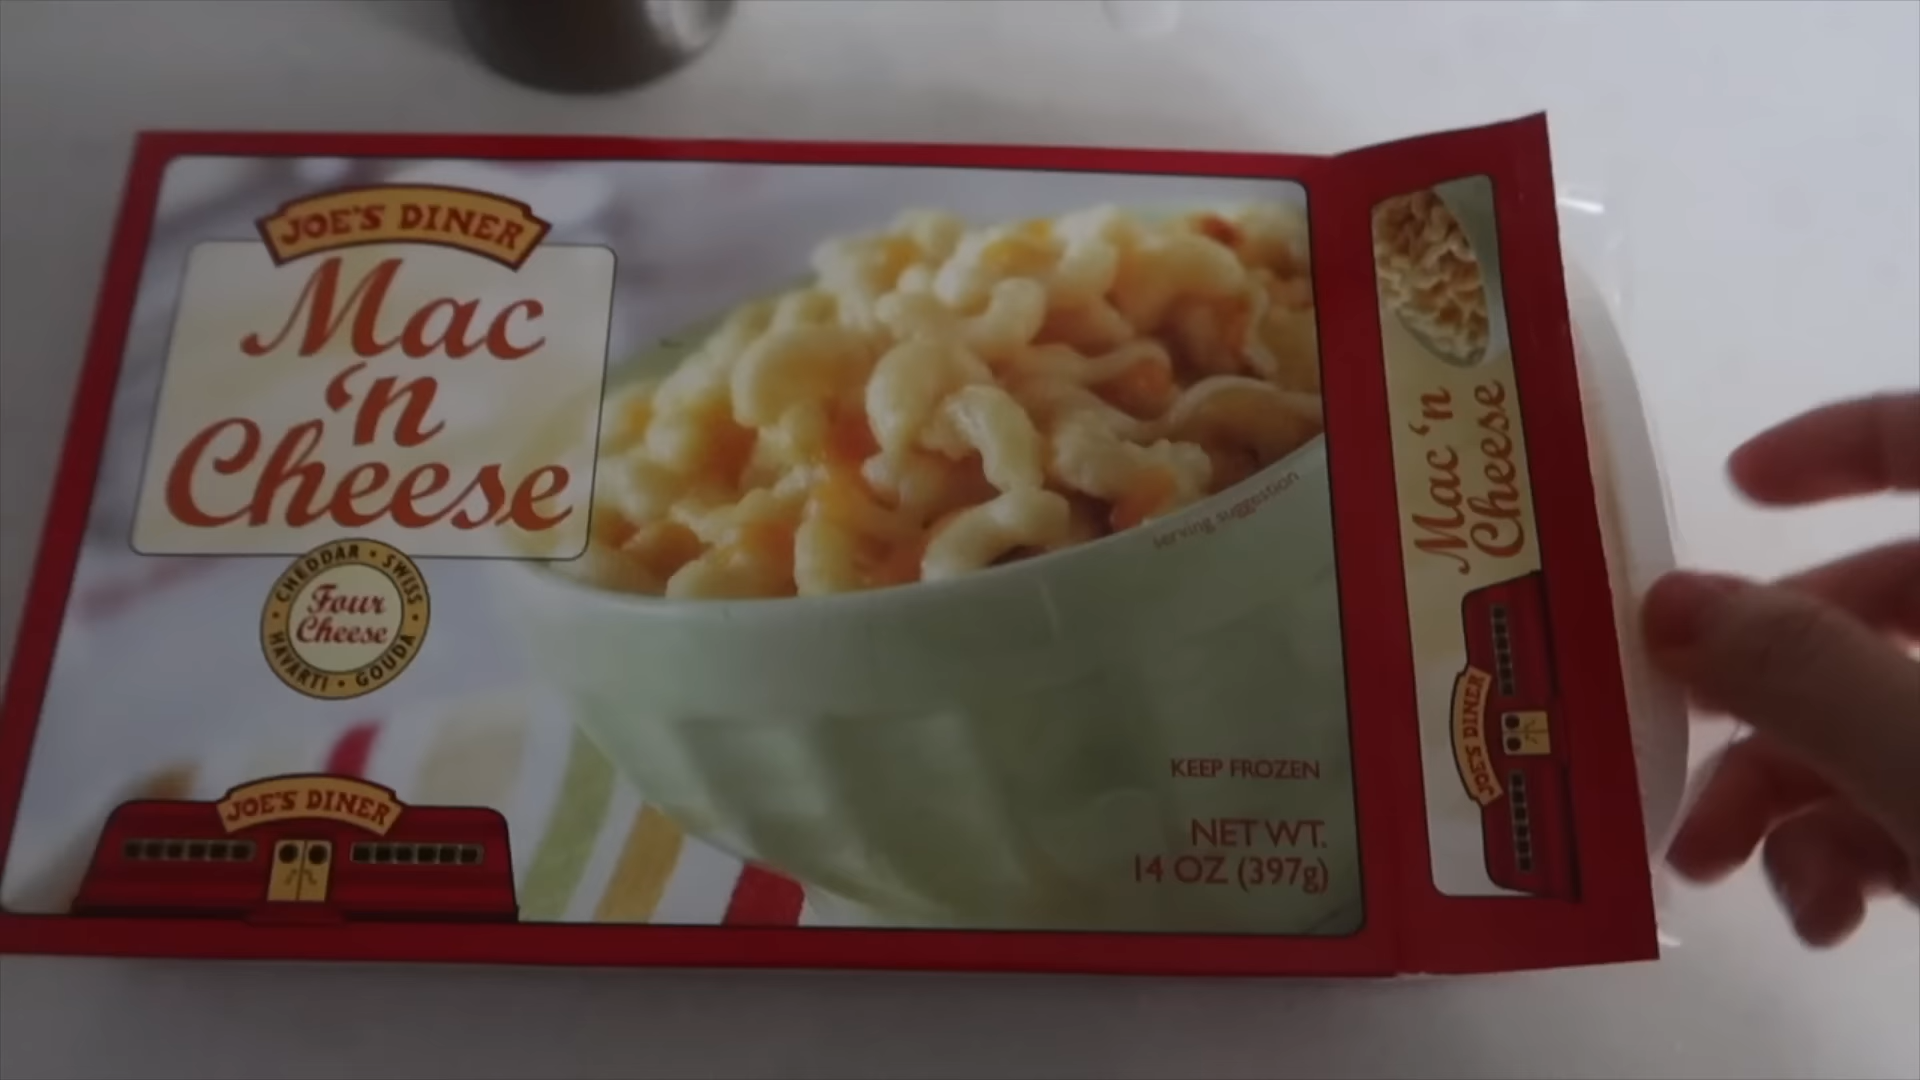 JOE'S DINER
Mac
'n
Cheese
CHEDDAR • SWISS • GOUDA • HAVARTI •
Four
Cheese
serving suggestion
JOE'S DINER
KEEP FROZEN
NET WT.
14 OZ (397g)
Mac 'n
Cheese
JOE'S DINER